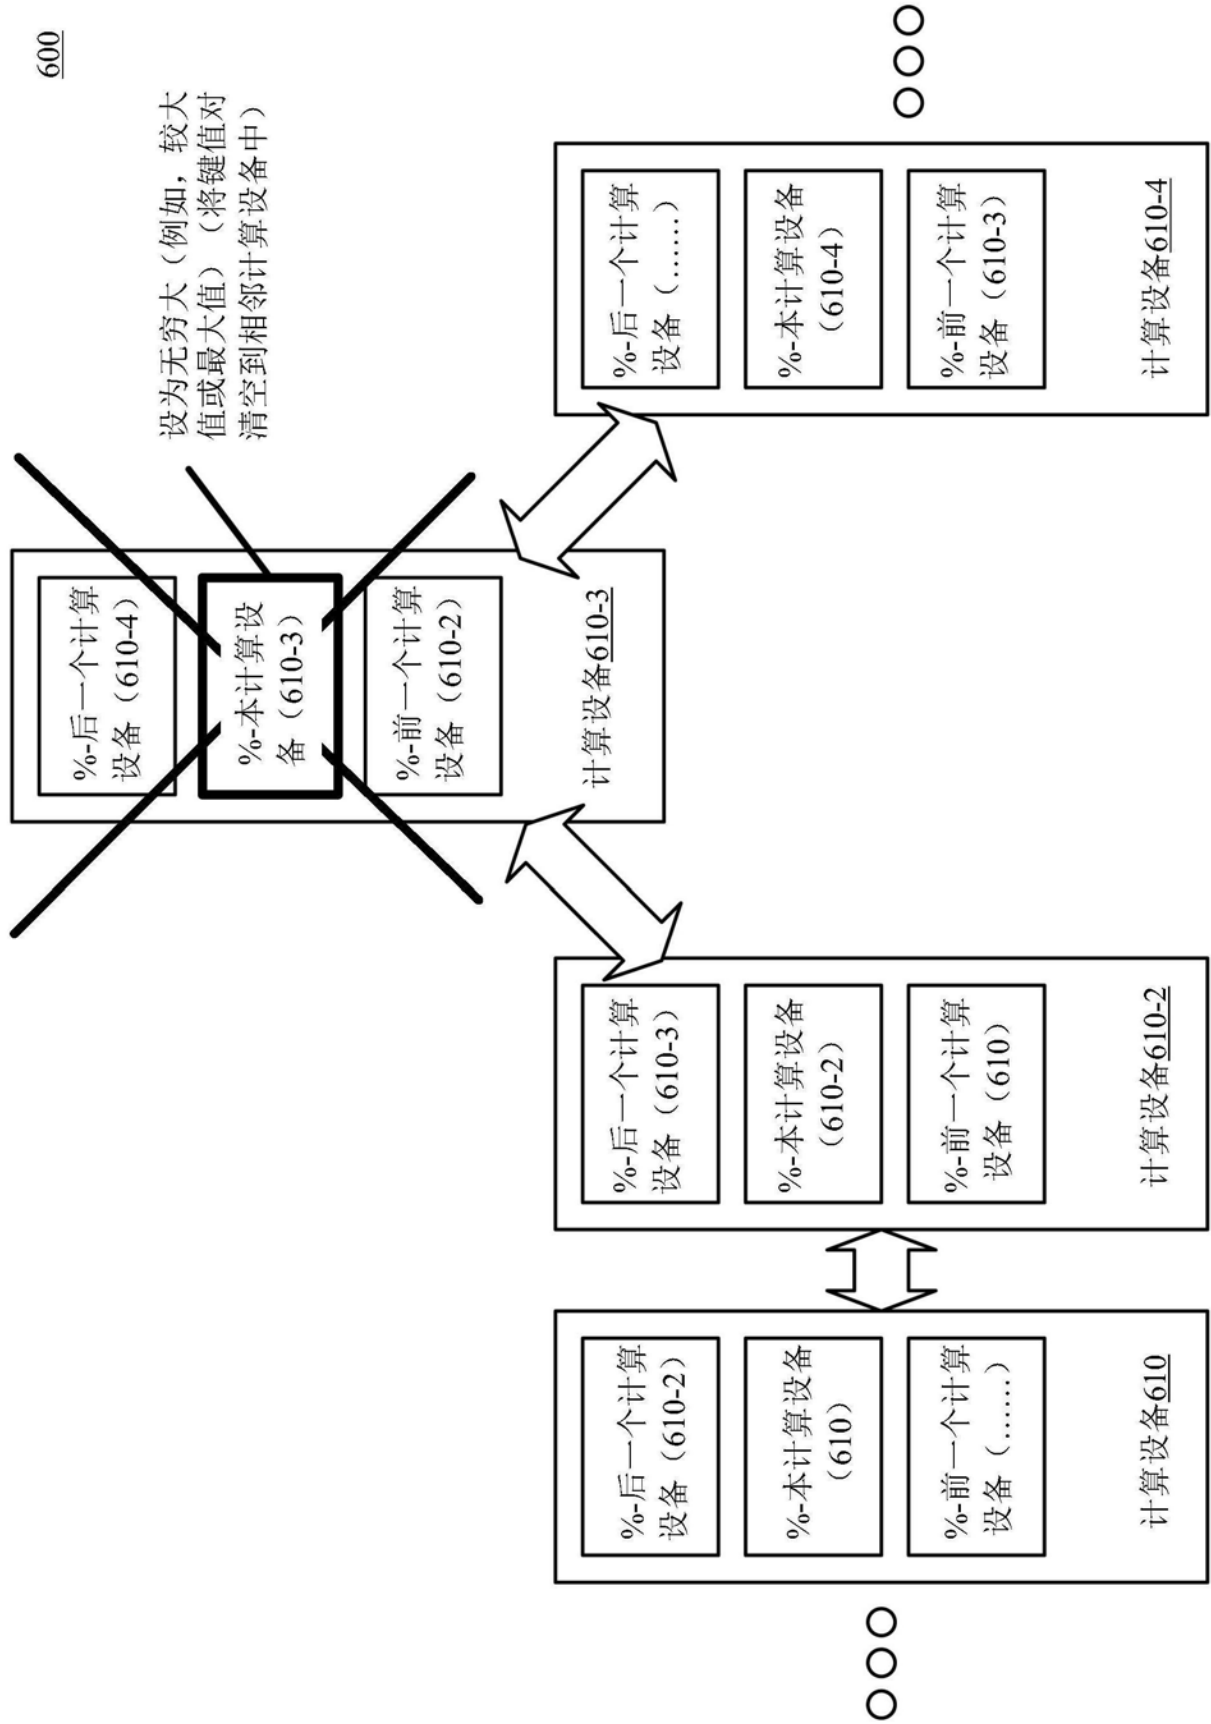 600
设为无穷大（例如，较大
值或最大值）（将键值对
清空到相邻计算设备中）
%-后一个计算
设备（610-4）
%-本计算设
备（610-3）
%-前一个计算
设备（610-2）
计算设备610-3
%-后一个计算
设备（610-2）
%-本计算设备
（610）
%-前一个计算
设备（……）
计算设备610
%-后一个计算
设备（610-3）
%-本计算设备
（610-2）
%-前一个计算
设备（610）
计算设备610-2
%-后一个计算
设备（……）
%-本计算设备
（610-4）
%-前一个计算
设备（610-3）
计算设备610-4